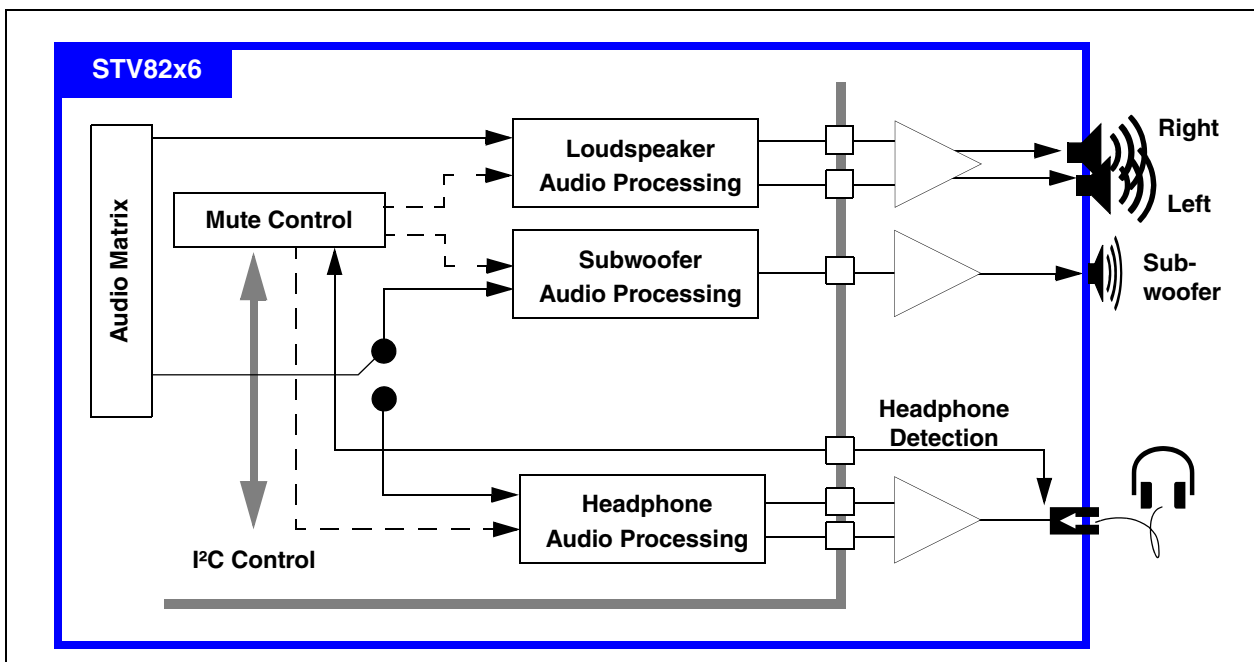 STV82x6
Audio Matrix
Mute Control
I²C Control
Loudspeaker
Audio Processing
Subwoofer
Audio Processing
Headphone
Audio Processing
Headphone
Detection
Right
Left
Sub-
woofer